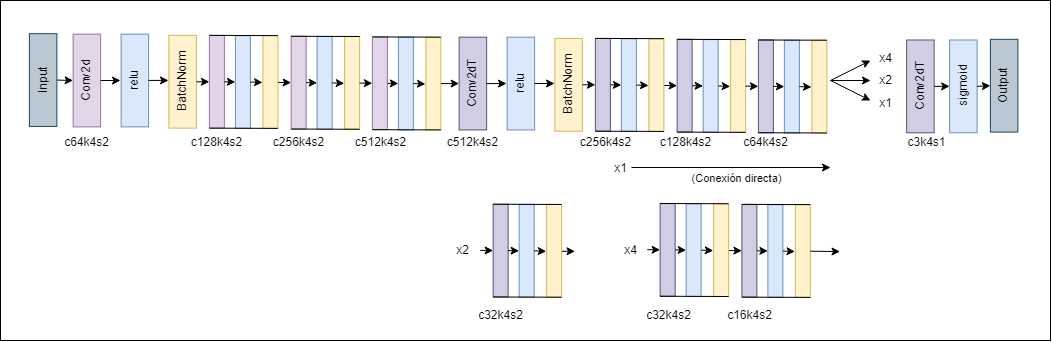 Input
Conv2d
relu
BatchNorm
Conv2dT
relu
BatchNorm
x4
x2
x1
Conv2dT
sigmoid
Output
c64k4s2
c128k4s2
c256k4s2
c512k4s2
c512k4s2
c256k4s2
c128k4s2
c64k4s2
c3k4s1
x1
(Conexión directa)
x2
x4
c32k4s2
c32k4s2
c16k4s2